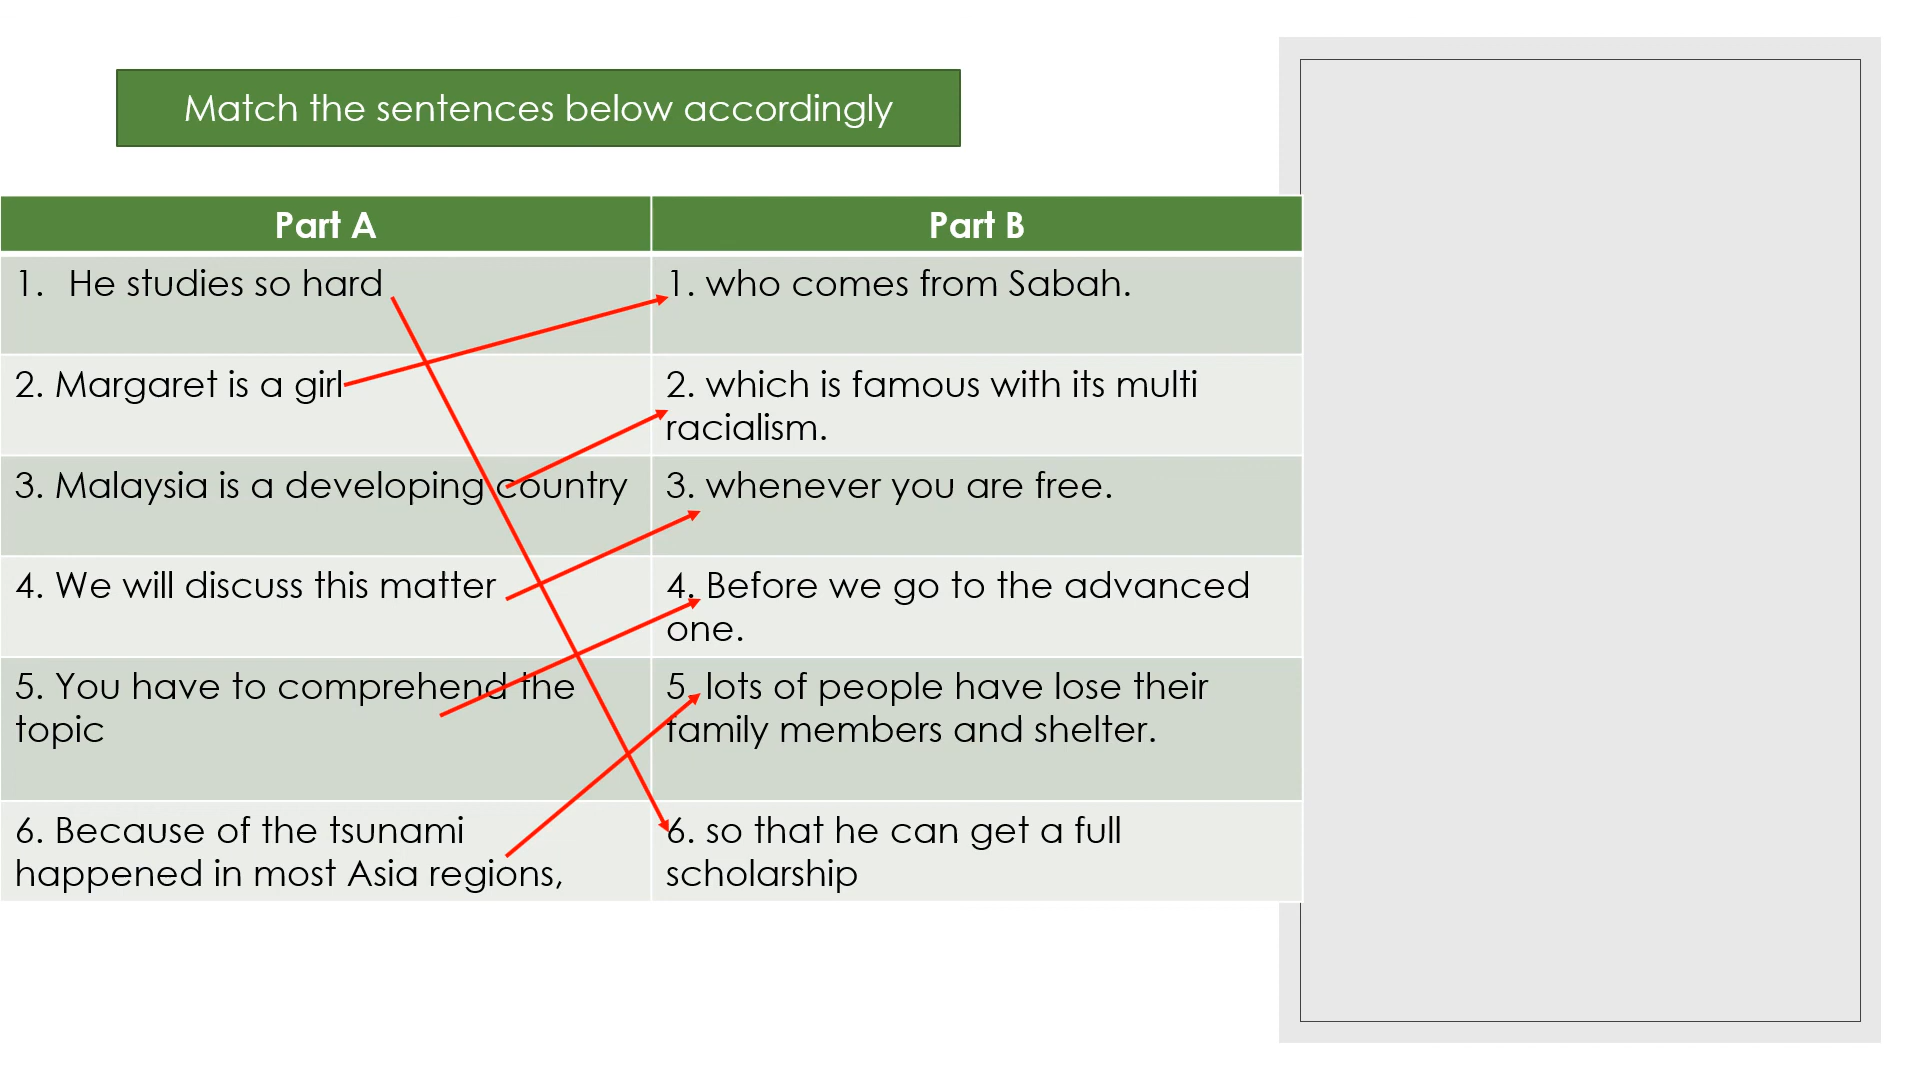 Match the sentences below accordingly
Part A
Part B
1. He studies so hard
1. who comes from Sabah.
2. Margaret is a girl
2. which is famous with its multi
racialism.
3. Malaysia is a developing country
3. whenever you are free.
4. We will discuss this matter
4. Before we go to the advanced
one.
5. You have to comprehend the
topic
5. lots of people have lose their
family members and shelter.
6. Because of the tsunami
happened in most Asia regions,
6. so that he can get a full
scholarship